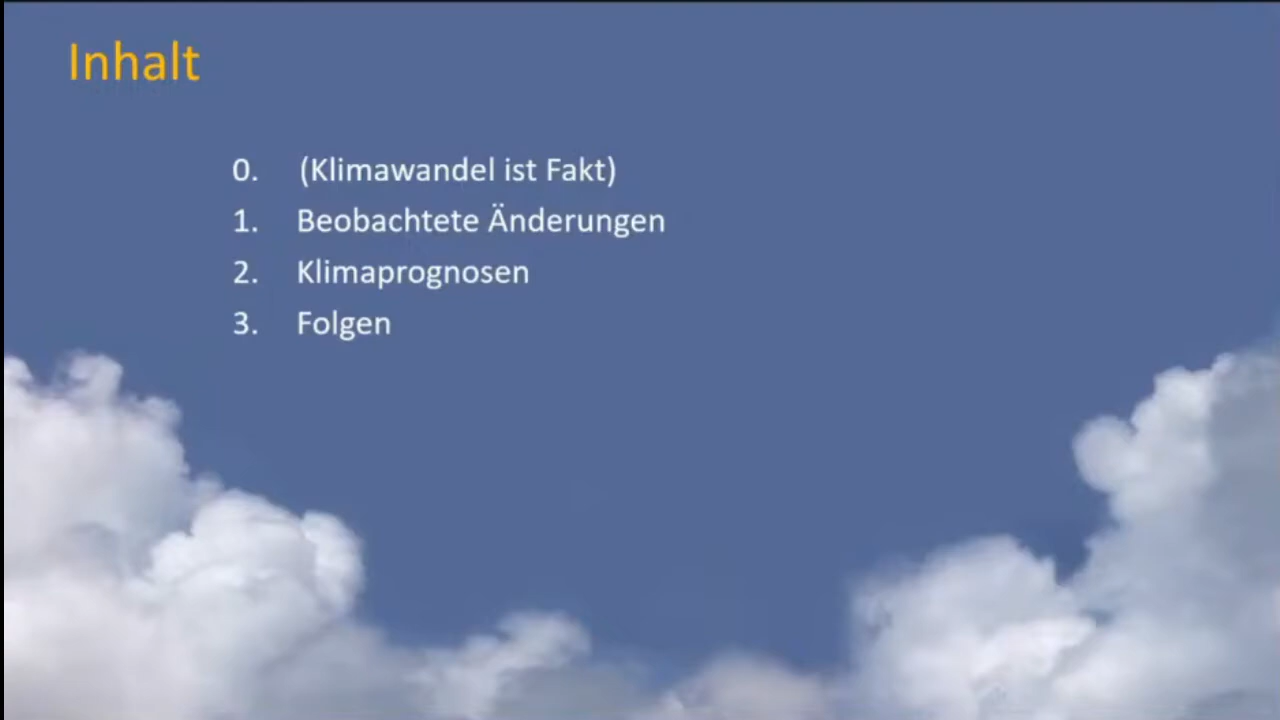 Inhalt
0. (Klimawandel ist Fakt)
1. Beobachtete Änderungen
2. Klimaprognosen
3. Folgen